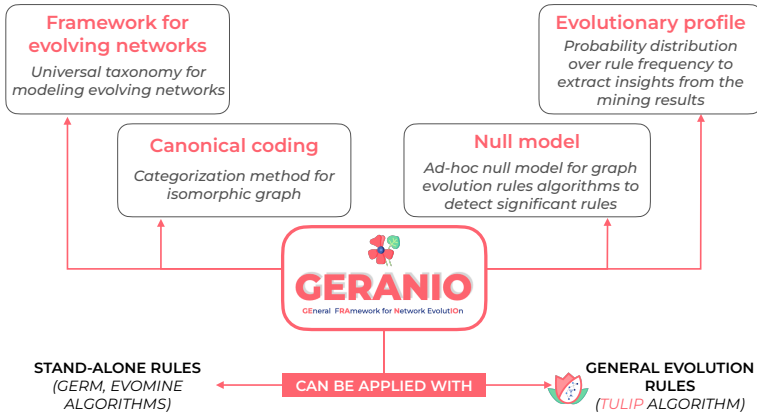 Framework for
evolving networks
Universal taxonomy for
modeling evolving networks
Evolutionary profile
Probability distribution
over rule frequency to
extract insights from the
mining results
Canonical coding
Categorization method for
isomorphic graph
Null model
Ad-hoc null model for graph
evolution rules algorithms to
detect significant rules
GERANIO
GEneral FRAmework for Network EvolutIOn
STAND-ALONE RULES
(GERM, EVOMINE
ALGORITHMS)
CAN BE APPLIED WITH
GENERAL EVOLUTION
RULES
(TULIP ALGORITHM)